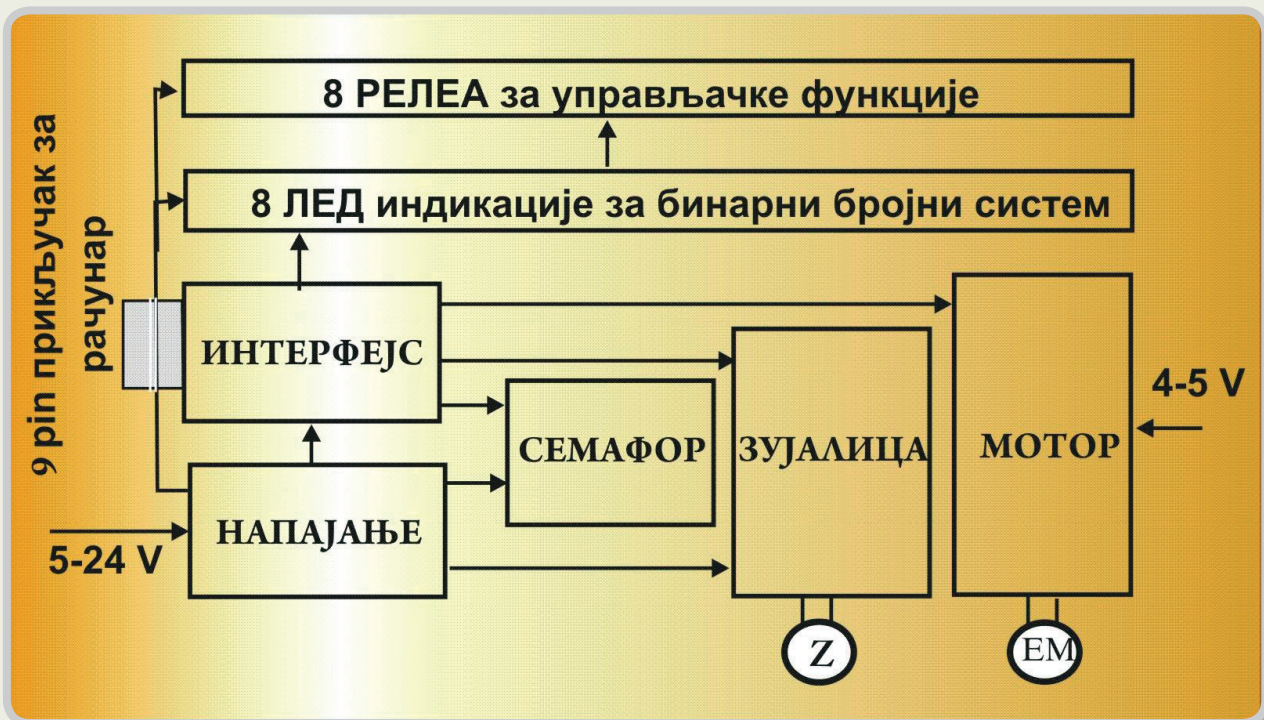 8 РЕЛЕА за управљачке функције
8 ЛЕД индикације за бинарни бројни систем
9 pin прикључак за
рачунар
ИНТЕРФЕЈС
СЕМАФОР
ЗУЈАЛИЦА
МОТОР
4-5 V
НАПАЈАЊЕ
5-24 V
Z
ЕМ